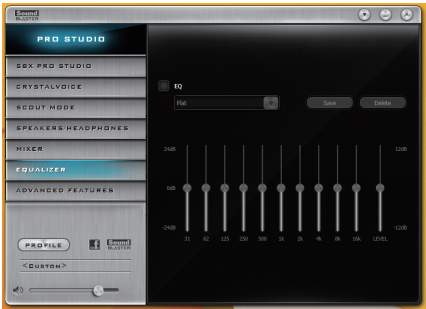 Sound
BLASTER
PRO STUDIO
SBX PRO STUDIO
CRYSTALVOICE
SCOUT MODE
SPEAKERS/HEADPHONES
MIXER
EQUALIZER
ADVANCED FEATURES
PROFILE
f
Sound
BLASTER
<CUSTOM>
EQ
Flat
Save
Delete
24dB
12dB
0dB
-24dB
-12dB
31 62 125 250 500 1k 2k 4k 8k 16k LEVEL